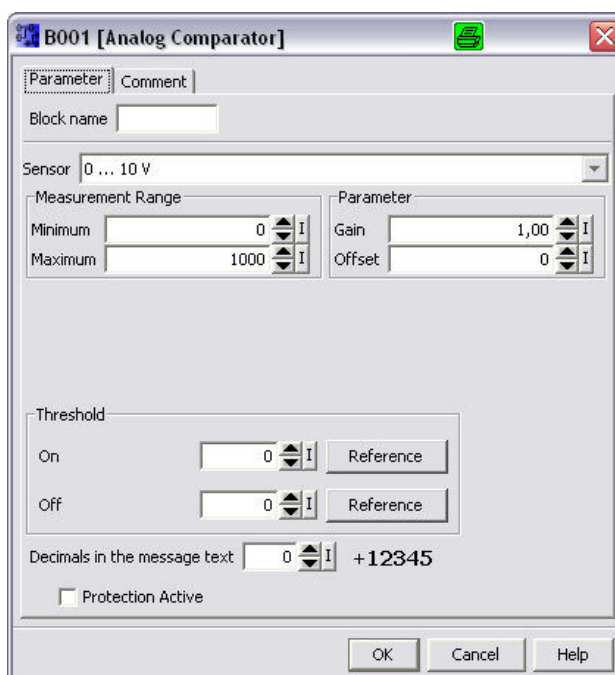 B001 [Analog Comparator]
Parameter Comment
Block name
Sensor 0 ... 10 V
Measurement Range Parameter
Minimum 0 I Gain 1,00 I
Maximum 1000 I Offset 0 I
Threshold
On 0 I Reference
Off 0 I Reference
Decimals in the message text 0 I +12345
Protection Active
OK Cancel Help